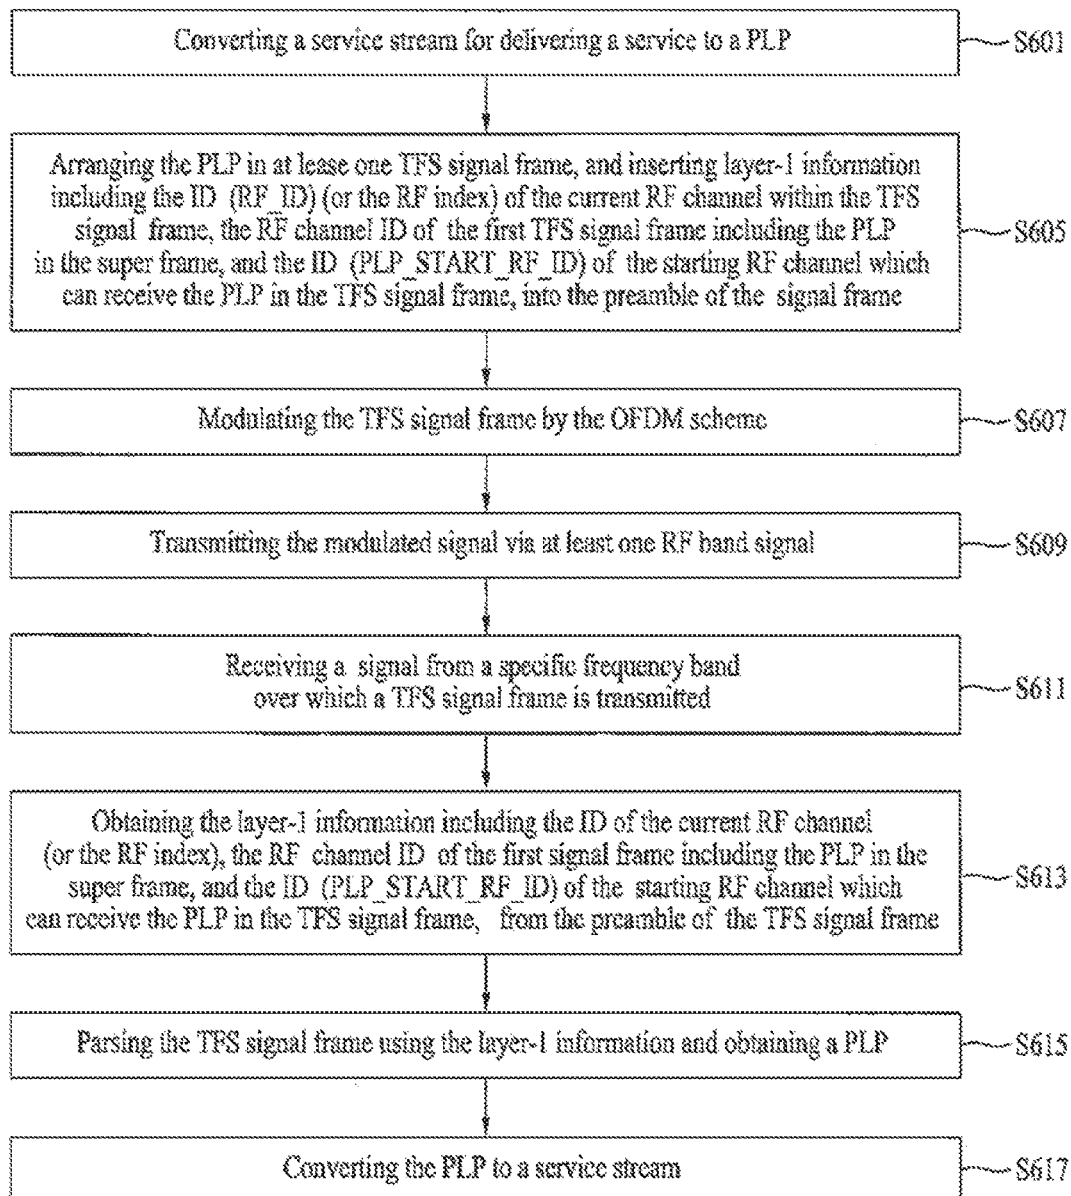 Converting a service stream for delivering a service to a PLP
S601
Arranging the PLP in at lease one TFS signal frame, and inserting layer-1 information
including the ID (RF_ID) (or the RF index) of the current RF channel within the TFS
signal frame, the RF channel ID of the first TFS signal frame including the PLP
in the super frame, and the ID (PLP_START_RF_ID) of the starting RF channel which
can receive the PLP in the TFS signal frame, into the preamble of the signal frame
S605
Modulating the TFS signal frame by the OFDM scheme
S607
Transmitting the modulated signal via at least one RF band signal
S609
Receiving a signal from a specific frequency band
over which a TFS signal frame is transmitted
S611
Obtaining the layer-1 information including the ID of the current RF channel
(or the RF index), the RF channel ID of the first signal frame including the PLP in the
super frame, and the ID (PLP_START_RF_ID) of the starting RF channel which
can receive the PLP in the TFS signal frame, from the preamble of the TFS signal frame
S613
Parsing the TFS signal frame using the layer-1 information and obtaining a PLP
S615
Converting the PLP to a service stream
S617